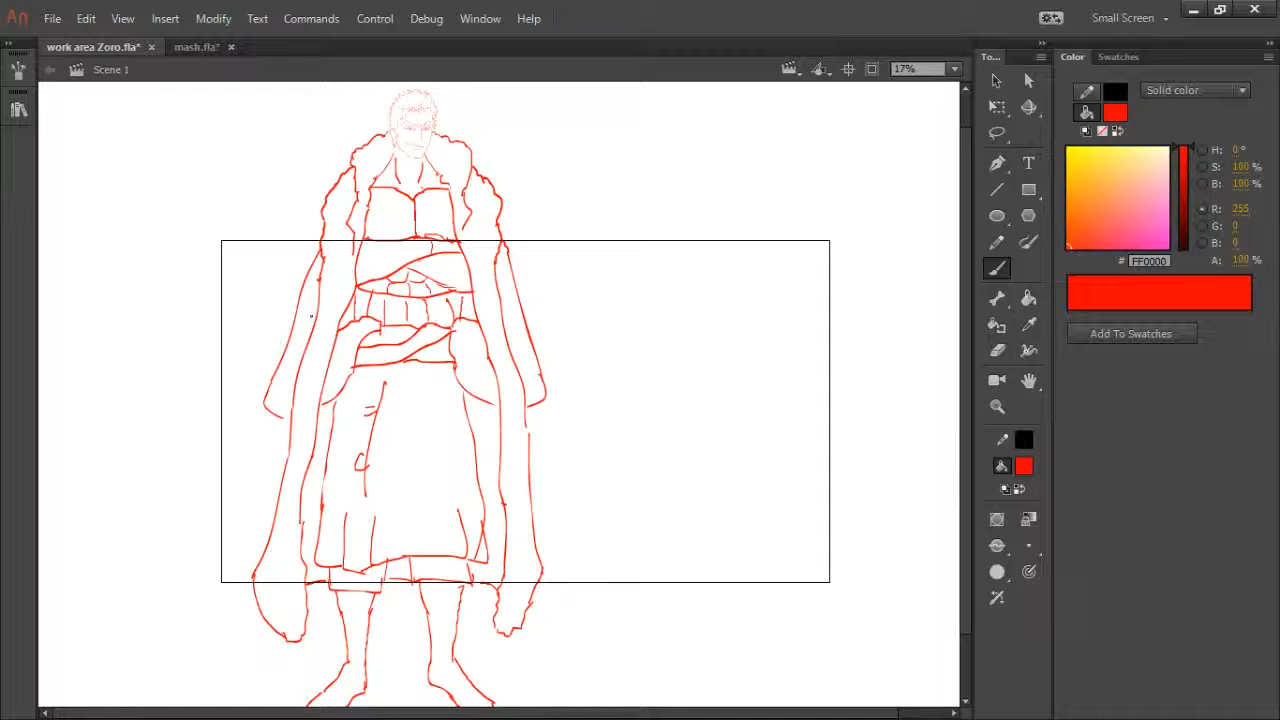 An File Edit View Insert Modify Text Commands Control Debug Window Help Small Screen
work area Zoro.fla* × mash.fla* ×
Scene 1 17%
To...
Color Swatches
Solid color
H: 0 °
S: 100 %
B: 100 %
R: 255
G: 0
B: 0
# FF0000 A: 100 %
Add To Swatches
T